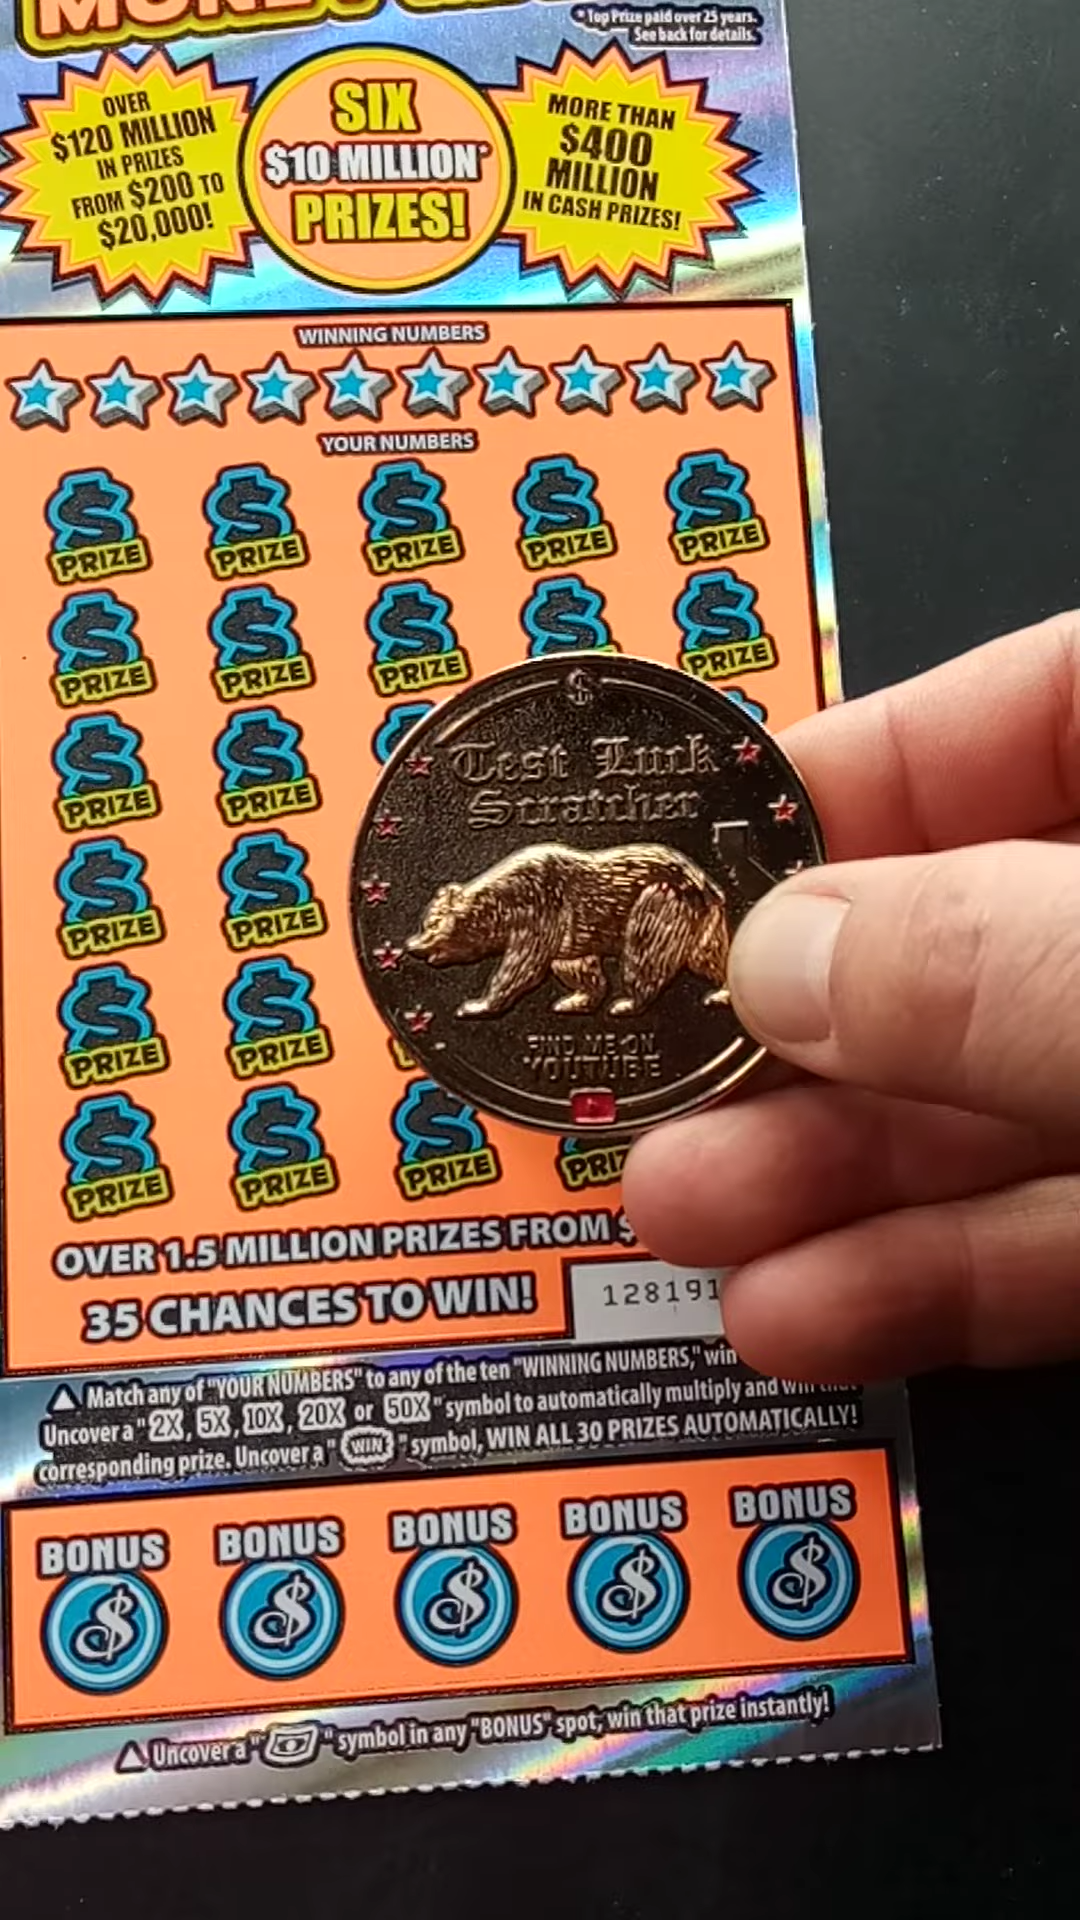 MONEY
* Top Prize paid over 25 years.
See back for details.
OVER
$120 MILLION
IN PRIZES
FROM $200 TO
$20,000!
SIX
$10 MILLION*
PRIZES!
MORE THAN
$400
MILLION
IN CASH PRIZES!
WINNING NUMBERS
YOUR NUMBERS
PRIZE PRIZE PRIZE PRIZE PRIZE
PRIZE PRIZE PRIZE PRIZE
PRIZE PRIZE
PRIZE PRIZE
PRIZE PRIZE
PRIZE PRIZE PRIZE PRIZ
Test Luck
Scratcher
FIND ME ON
YOUTUBE
OVER 1.5 MILLION PRIZES FROM $
35 CHANCES TO WIN!
128191
Match any of "YOUR NUMBERS" to any of the ten "WINNING NUMBERS," win
Uncover a "2X, 5X, 10X, 20X or 50X" symbol to automatically multiply and win that
corresponding prize. Uncover a "WIN" symbol, WIN ALL 30 PRIZES AUTOMATICALLY!
BONUS BONUS BONUS BONUS BONUS
Uncover a " " symbol in any "BONUS" spot, win that prize instantly!